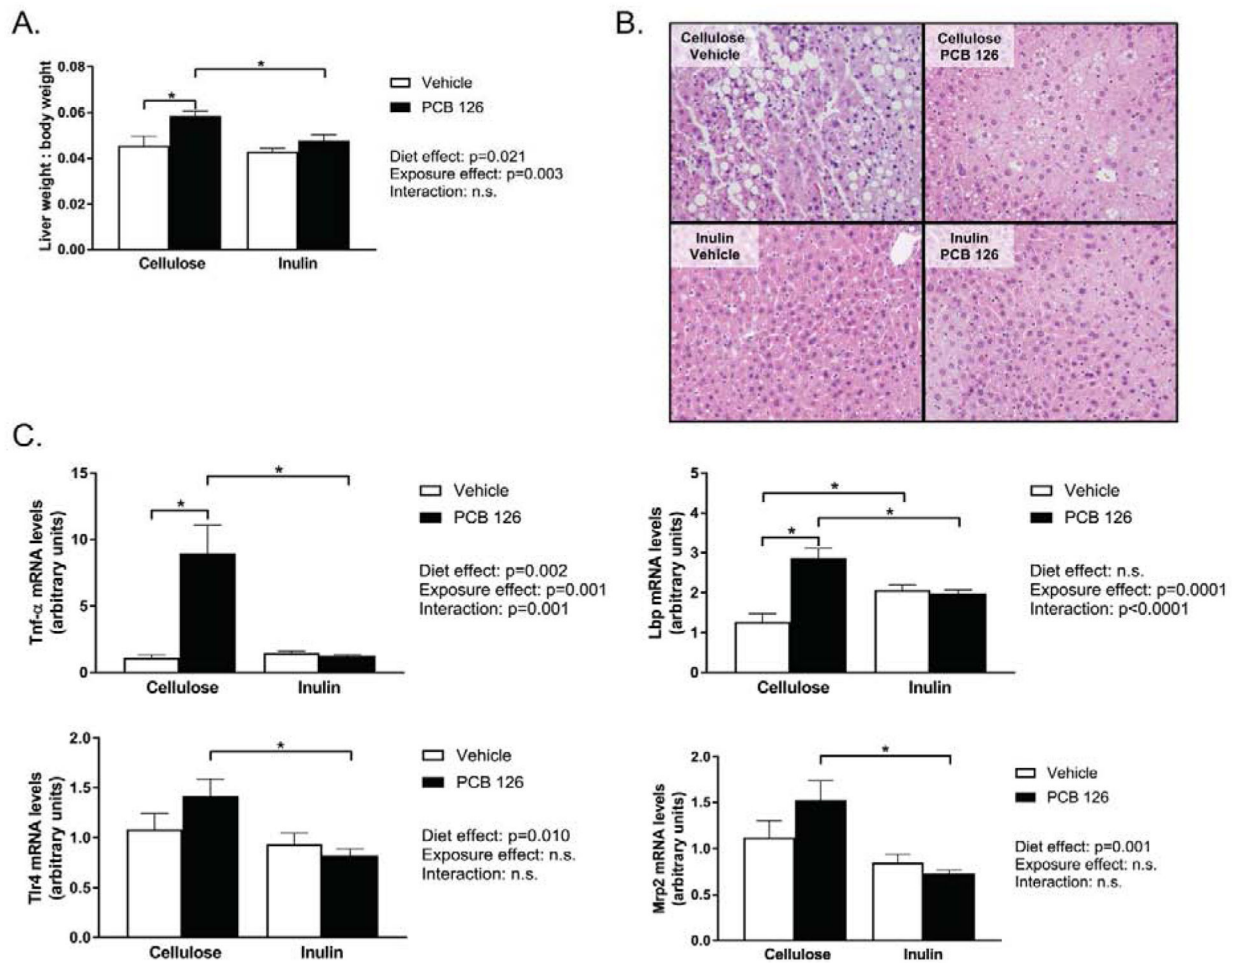 A.
Liver weight : body weight
0.08
0.06
0.04
0.02
0.00
*
*
Cellulose
Inulin
Vehicle
PCB 126
Diet effect: p=0.021
Exposure effect: p=0.003
Interaction: n.s.
B.
Cellulose
Vehicle
Cellulose
PCB 126
Inulin
Vehicle
Inulin
PCB 126
C.
Tnf-α mRNA levels
(arbitrary units)
15
10
5
0
*
*
Cellulose
Inulin
Vehicle
PCB 126
Diet effect: p=0.002
Exposure effect: p=0.001
Interaction: p=0.001
Lbp mRNA levels
(arbitrary units)
5
4
3
2
1
0
*
*
*
Cellulose
Inulin
Vehicle
PCB 126
Diet effect: n.s.
Exposure effect: p=0.0001
Interaction: p<0.0001
Tlr4 mRNA levels
(arbitrary units)
2.0
1.5
1.0
0.5
0.0
*
Cellulose
Inulin
Vehicle
PCB 126
Diet effect: p=0.010
Exposure effect: n.s.
Interaction: n.s.
Mrp2 mRNA levels
(arbitrary units)
2.0
1.5
1.0
0.5
0.0
*
Cellulose
Inulin
Vehicle
PCB 126
Diet effect: p=0.001
Exposure effect: n.s.
Interaction: n.s.